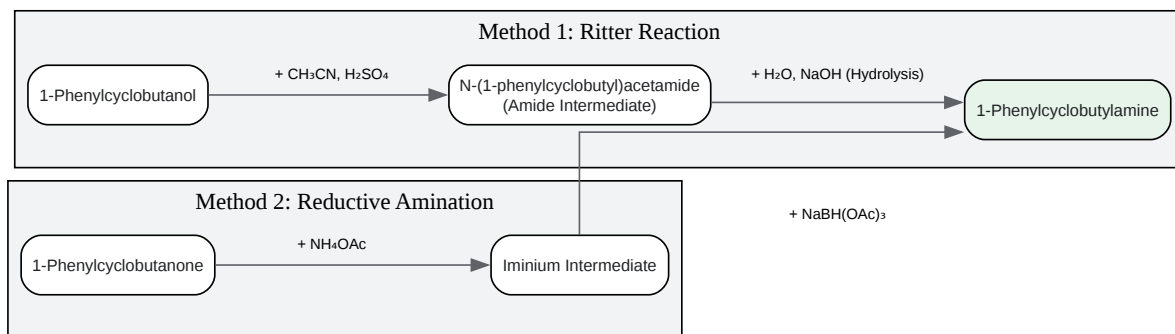 Method 1: Ritter Reaction
+ CH₃CN, H₂SO₄
+ H₂O, NaOH (Hydrolysis)
1-Phenylcyclobutanol
N-(1-phenylcyclobutyl)acetamide
(Amide Intermediate)
1-Phenylcyclobutylamine
Method 2: Reductive Amination
+ NaBH(OAc)₃
+ NH₄OAc
1-Phenylcyclobutanone
Iminium Intermediate